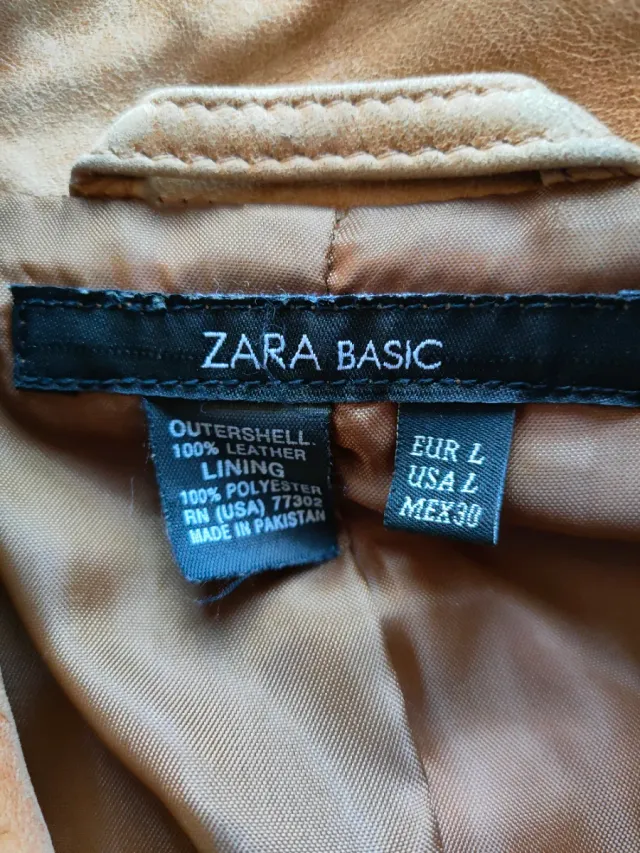 ZARA BASIC
OUTERSHELL.
100% LEATHER
LINING
100% POLYESTER
RN (USA) 77302
MADE IN PAKISTAN
EUR L
USA L
MEX30